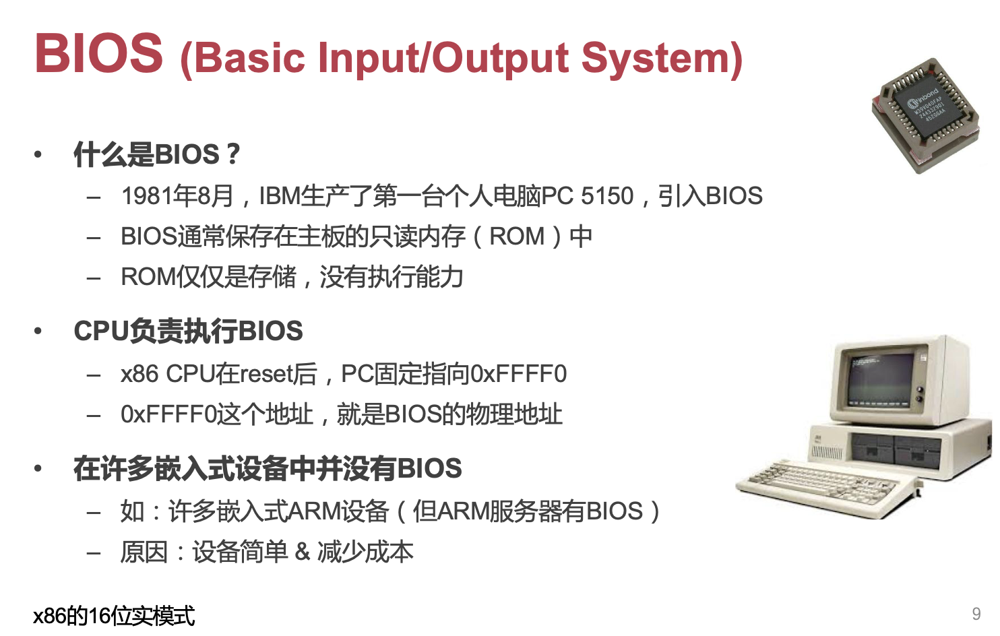 BIOS (Basic Input/Output System)
• 什么是BIOS？
– 1981年8月，IBM生产了第一台个人电脑PC 5150，引入BIOS
– BIOS通常保存在主板的只读内存（ROM）中
– ROM仅仅是存储，没有执行能力
• CPU负责执行BIOS
– x86 CPU在reset后，PC固定指向0xFFFF0
– 0xFFFF0这个地址，就是BIOS的物理地址
• 在许多嵌入式设备中并没有BIOS
– 如：许多嵌入式ARM设备（但ARM服务器有BIOS）
– 原因：设备简单 & 减少成本
x86的16位实模式
9
winbond
W39V040FAP